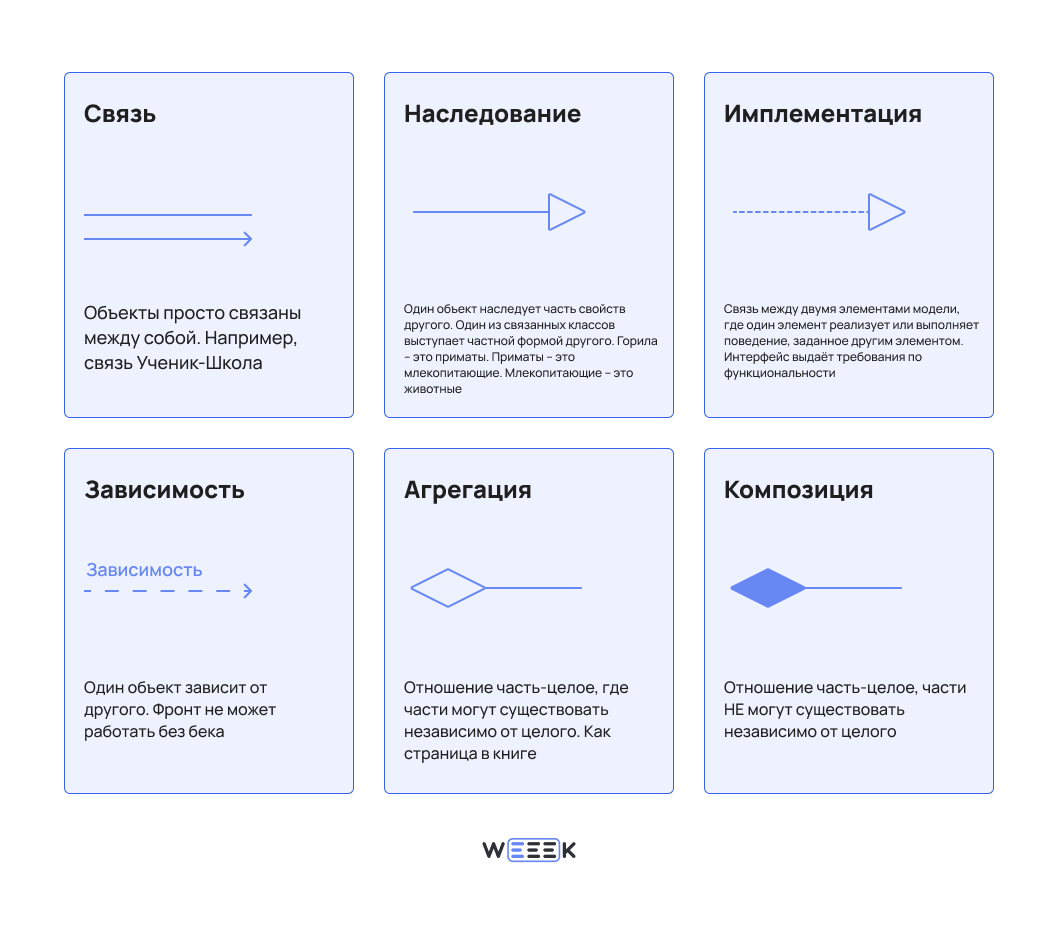 Связь
Объекты просто связаны
между собой. Например,
связь Ученик-Школа
Наследование
Один объект наследует часть свойств
другого. Один из связанных классов
выступает частной формой другого. Горила
– это приматы. Приматы – это
млекопитающие. Млекопитающие – это
животные
Имплементация
Связь между двумя элементами модели,
где один элемент реализует или выполняет
поведение, заданное другим элементом.
Интерфейс выдаёт требования по
функциональности
Зависимость
Зависимость
Один объект зависит от
другого. Фронт не может
работать без бека
Агрегация
Отношение часть-целое, где
части могут существовать
независимо от целого. Как
страница в книге
Композиция
Отношение часть-целое, части
НЕ могут существовать
независимо от целого
WEEEK